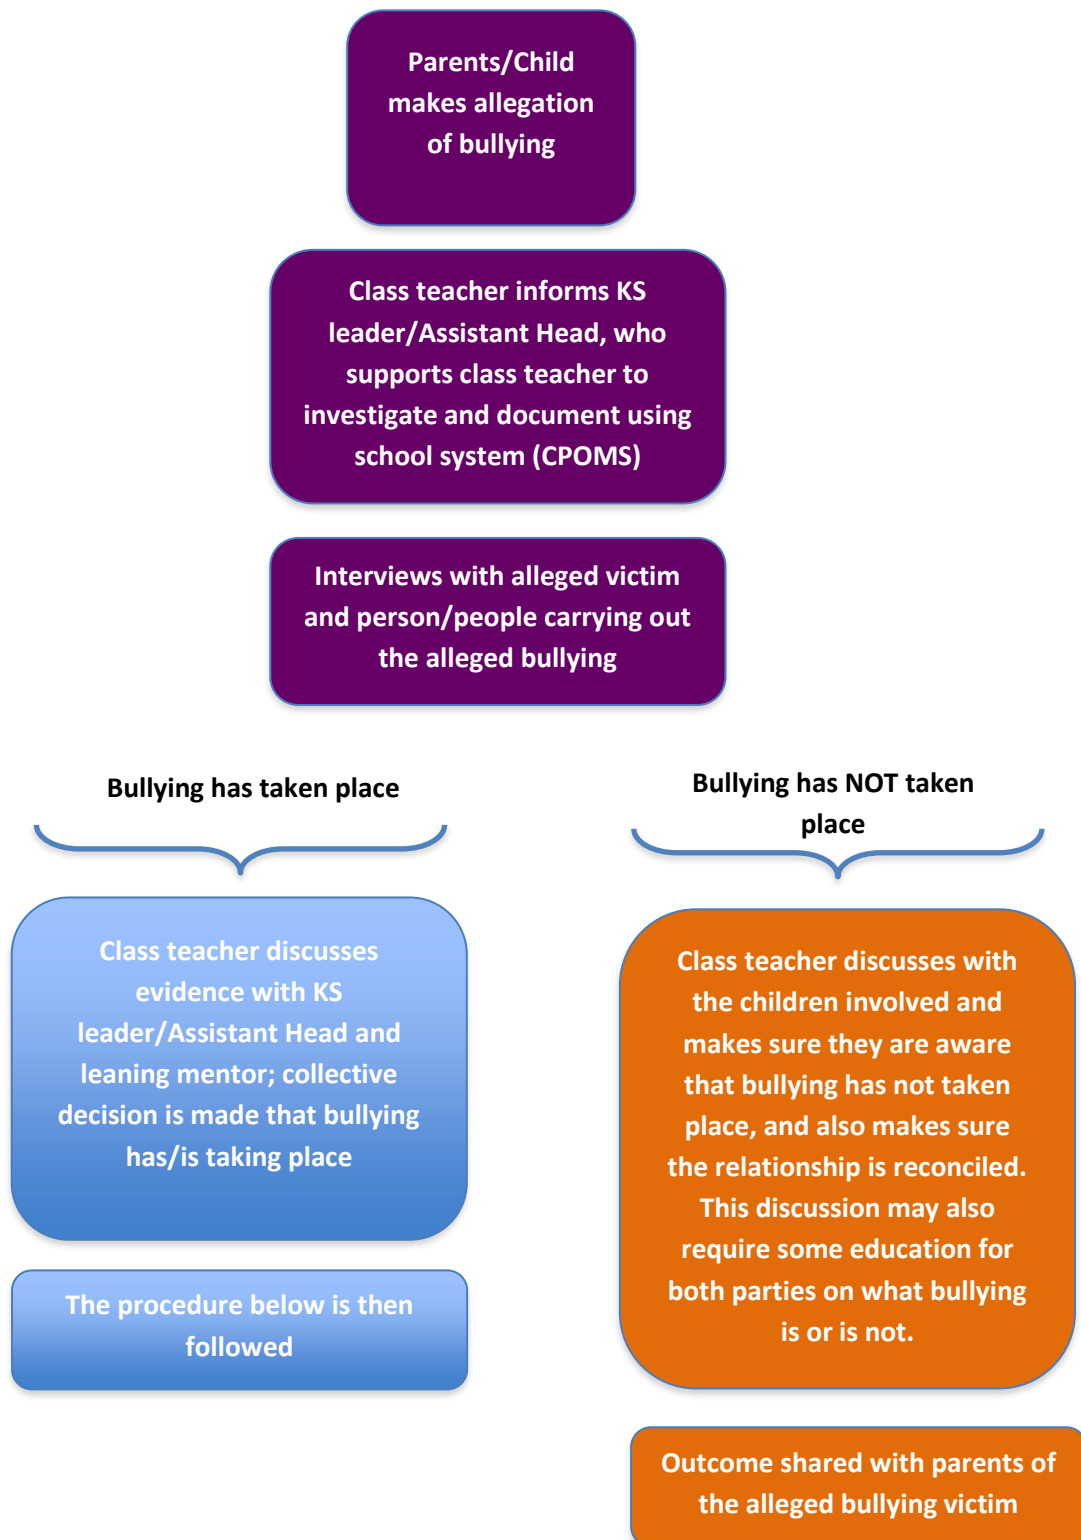 Parents/Child
makes allegation
of bullying
Class teacher informs KS
leader/Assistant Head, who
supports class teacher to
investigate and document using
school system (CPOMS)
Interviews with alleged victim
and person/people carrying out
the alleged bullying
Bullying has taken place
Class teacher discusses
evidence with KS
leader/Assistant Head and
leaning mentor; collective
decision is made that bullying
has/is taking place
The procedure below is then
followed
Bullying has NOT taken
place
Class teacher discusses with
the children involved and
makes sure they are aware
that bullying has not taken
place, and also makes sure
the relationship is reconciled.
This discussion may also
require some education for
both parties on what bullying
is or is not.
Outcome shared with parents of
the alleged bullying victim